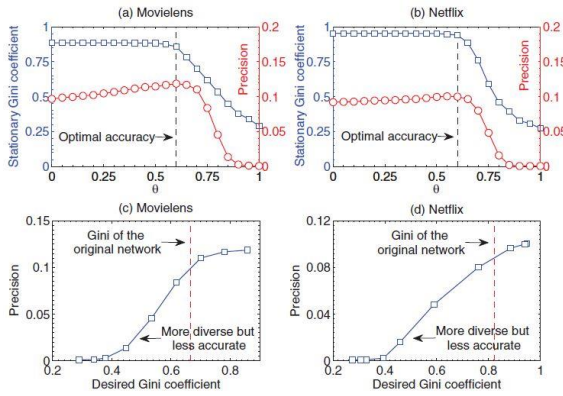 (a) Movielens
Stationary Gini coefficient
1
0.75
0.5
0.25
0
Optimal accuracy
0.2
0.15
0.1
0.05
0
Precision
0 0.25 0.5 0.75 1
θ
(b) Netflix
Stationary Gini coefficient
1
0.75
0.5
0.25
0
Optimal accuracy
0.2
0.15
0.1
0.05
0
Precision
0 0.25 0.5 0.75 1
θ
(c) Movielens
Precision
0.15
0.1
0.05
0
Gini of the
original network
More diverse but
less accurate
0.2 0.4 0.6 0.8
Desired Gini coefficient
(d) Netflix
0.12
0.08
0.04
0
Gini of the
original network
More diverse but
less accurate
0.2 0.4 0.6 0.8 1
Desired Gini coefficient